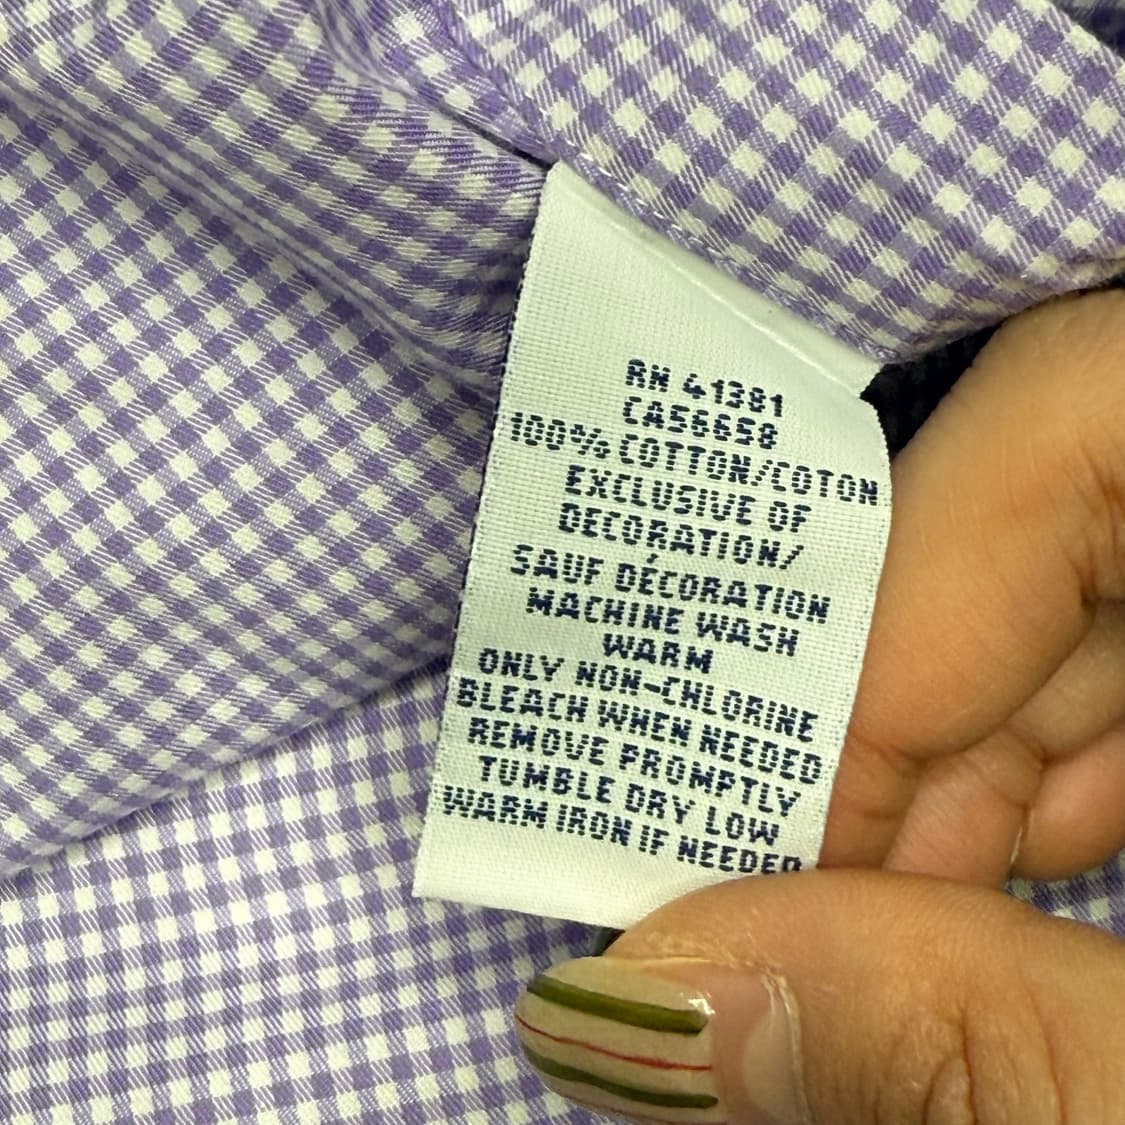 RN 41381
CA56658
100% COTTON/COTON
EXCLUSIVE OF
DECORATION/
SAUF DÉCORATION
MACHINE WASH
WARM
ONLY NON-CHLORINE
BLEACH WHEN NEEDED
REMOVE PROMPTLY
TUMBLE DRY LOW
WARM IRON IF NEEDED